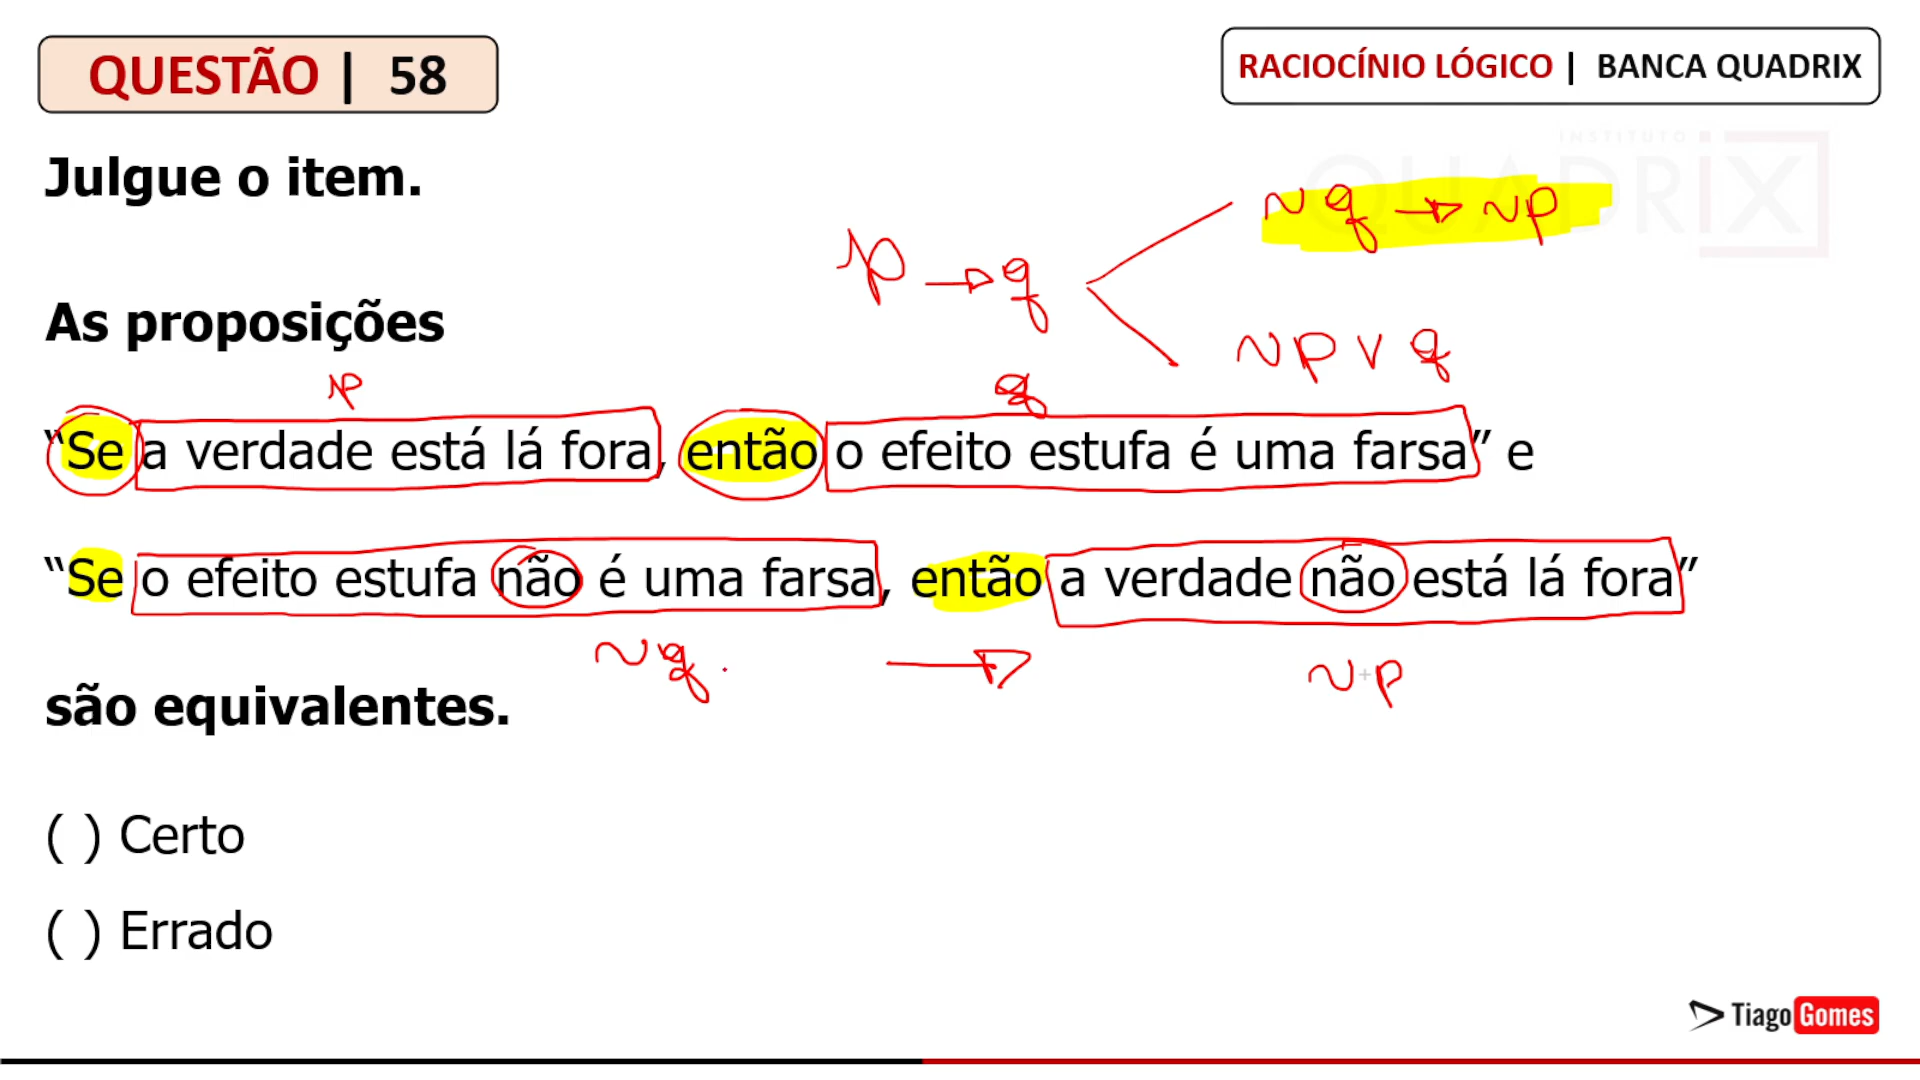 QUESTÃO | 58
RACIOCÍNIO LÓGICO | BANCA QUADRIX
INSTITUTO
QUADRIX
Julgue o item.
~q → ~p
p → q
As proposições
~p v q
p
q
“Se a verdade está lá fora, então o efeito estufa é uma farsa” e
“Se o efeito estufa não é uma farsa, então a verdade não está lá fora”
~q → ~p
são equivalentes.
( ) Certo
( ) Errado
Tiago Gomes